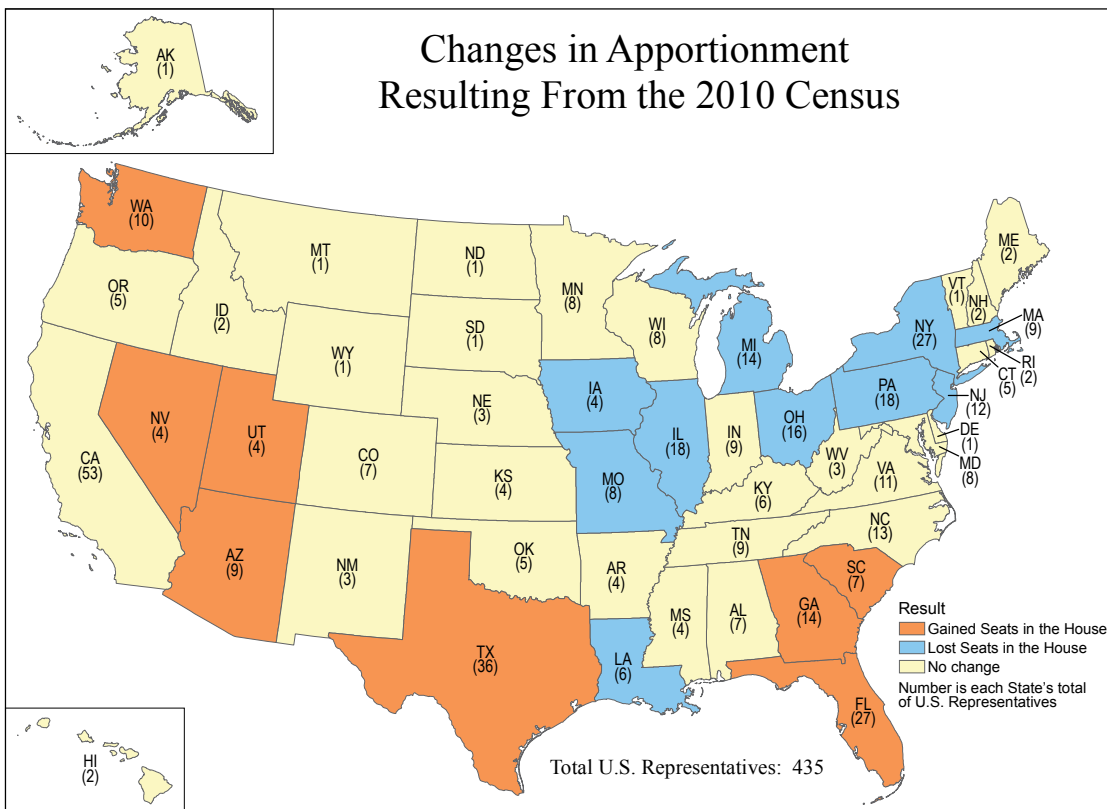 Changes in Apportionment
Resulting From the 2010 Census
AK
(1)
WA
(10)
MT
(1)
ND
(1)
MN
(8)
ME
(2)
VT
(1)
NH
(2)
OR
(5)
ID
(2)
SD
(1)
WI
(8)
MI
(14)
NY
(27)
MA
(9)
RI
(2)
CT
(5)
WY
(1)
NE
(3)
IA
(4)
PA
(18)
NJ
(12)
NV
(4)
UT
(4)
CA
(53)
CO
(7)
KS
(4)
MO
(8)
IL
(18)
IN
(9)
OH
(16)
WV
(3)
VA
(11)
DE
(1)
MD
(8)
KY
(6)
AZ
(9)
NM
(3)
OK
(5)
AR
(4)
TN
(9)
NC
(13)
SC
(7)
TX
(36)
LA
(6)
MS
(4)
AL
(7)
GA
(14)
FL
(27)
HI
(2)
Result
Gained Seats in the House
Lost Seats in the House
No change
Number is each State's total
of U.S. Representatives
Total U.S. Representatives: 435